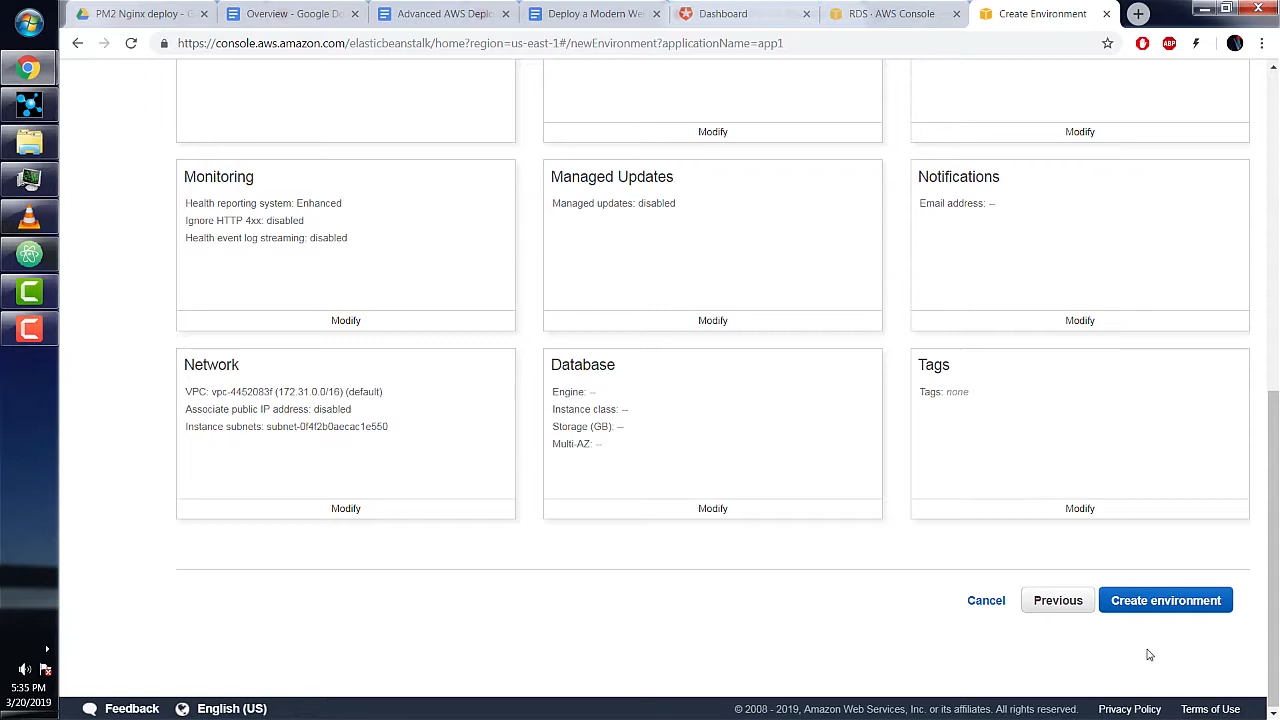 PM2 Nginx deploy - G
Overview - Google Do
Advanced AWS Deplo
Deploy a Modern We
Dashboard
RDS - AWS Console
Create Environment
https://console.aws.amazon.com/elasticbeanstalk/home?region=us-east-1#/newEnvironment?applicationName=app1
ABP
Modify
Modify
Monitoring
Health reporting system: Enhanced
Ignore HTTP 4xx: disabled
Health event log streaming: disabled
Modify
Managed Updates
Managed updates: disabled
Modify
Notifications
Email address: --
Modify
Network
VPC: vpc-4452083f (172.31.0.0/16) (default)
Associate public IP address: disabled
Instance subnets: subnet-0f4f2b0aecac1e550
Modify
Database
Engine: --
Instance class: --
Storage (GB): --
Multi-AZ: --
Modify
Tags
Tags: none
Modify
Cancel
Previous
Create environment
5:35 PM
3/20/2019
Feedback
English (US)
© 2008 - 2019, Amazon Web Services, Inc. or its affiliates. All rights reserved.
Privacy Policy
Terms of Use